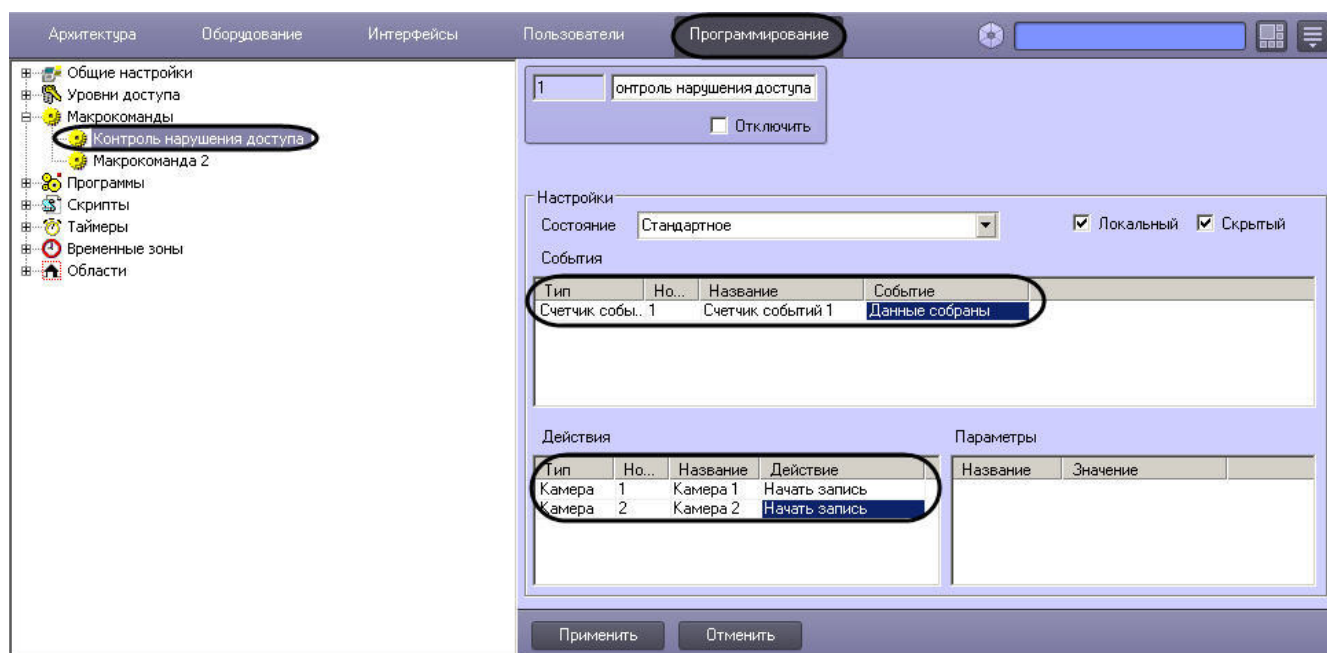 Архитектура Оборудование Интерфейсы Пользователи Программирование
Общие настройки
Уровни доступа
Макрокоманды
Контроль нарушения доступа
Макрокоманда 2
Программы
Скрипты
Таймеры
Временные зоны
Области
1 онтроль нарушения доступа
Отключить
Настройки
Состояние Стандартное Локальный Скрытый
События
Тип Но... Название Событие
Счетчик собы.. 1 Счетчик событий 1 Данные собраны
Действия
Тип Но... Название Действие
Камера 1 Камера 1 Начать запись
Камера 2 Камера 2 Начать запись
Параметры
Название Значение
Применить Отменить